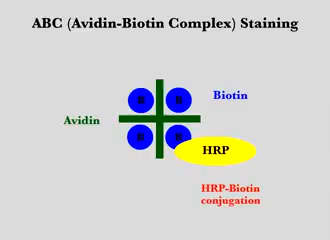 ABC (Avidin-Biotin Complex) Staining
B B
Biotin
Avidin
B B
HRP
HRP-Biotin
conjugation